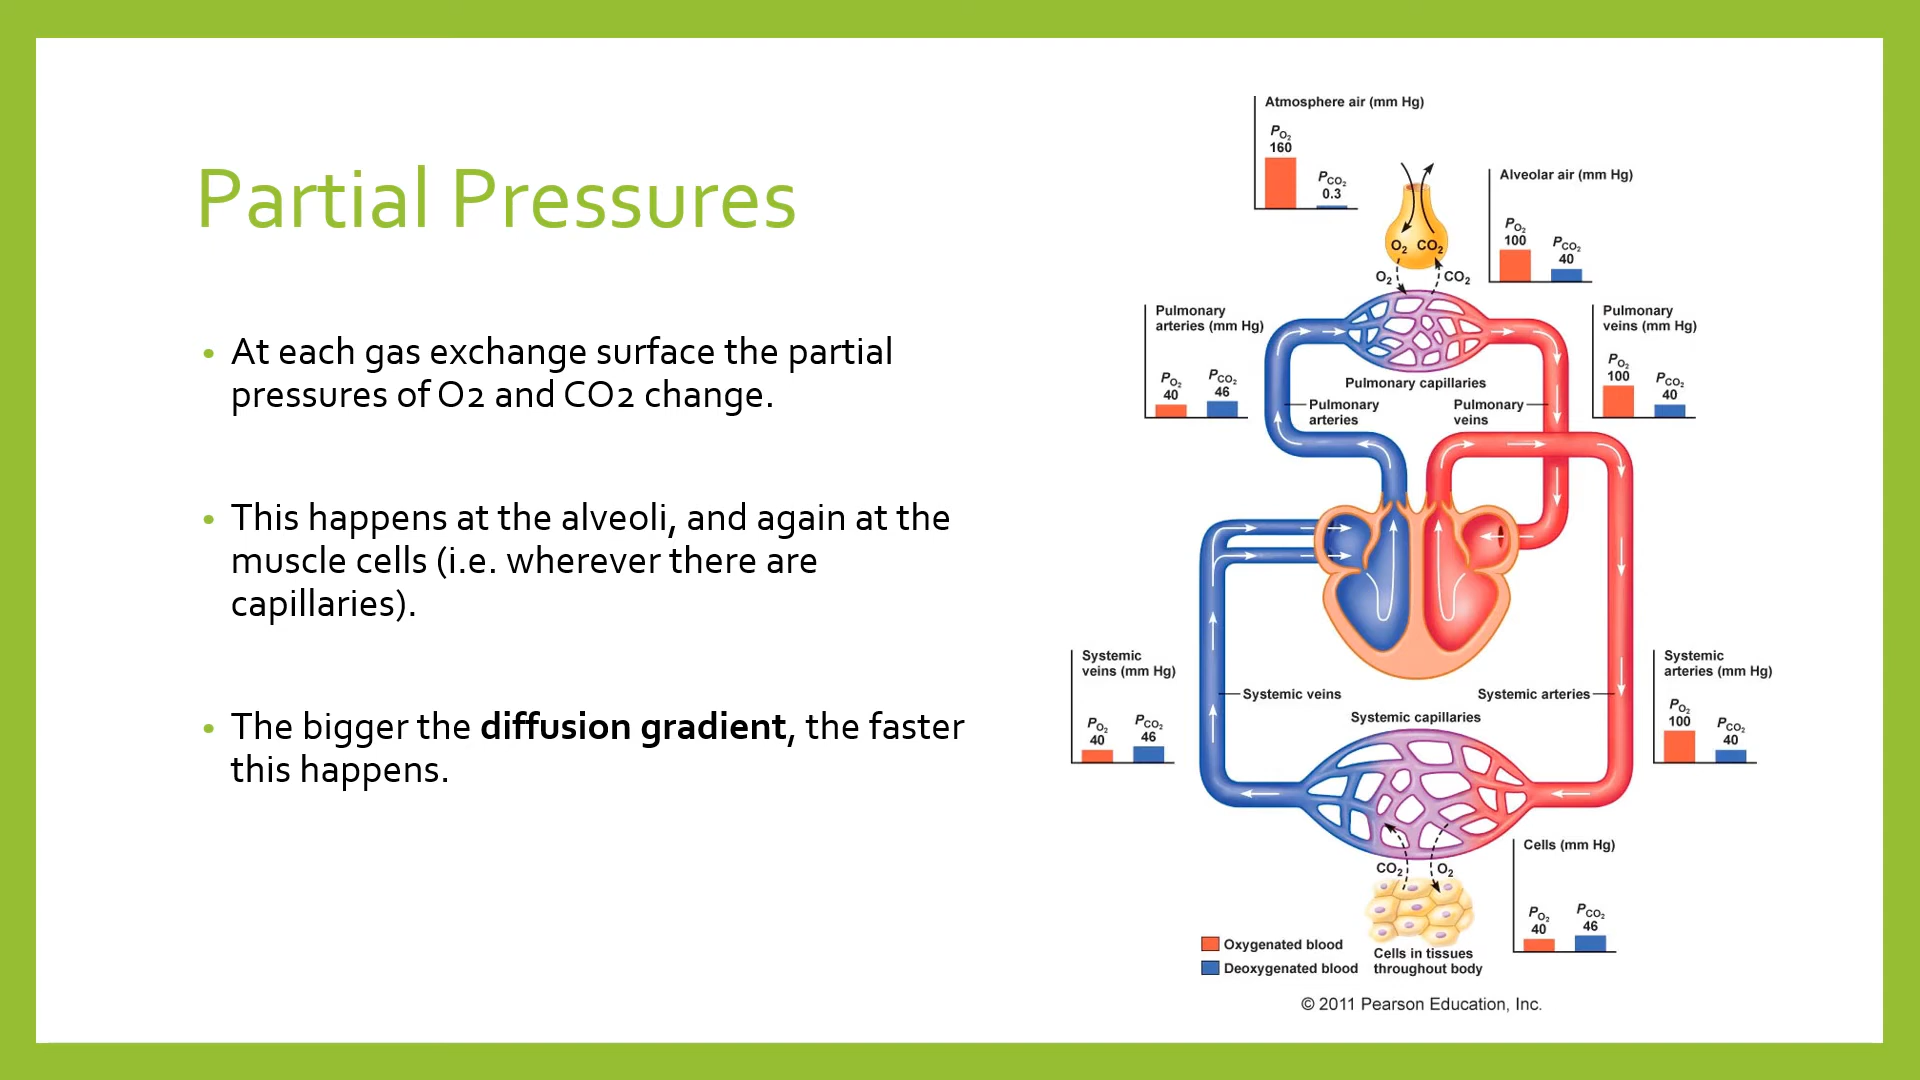 Partial Pressures
• At each gas exchange surface the partial
pressures of O2 and CO2 change.
• This happens at the alveoli, and again at the
muscle cells (i.e. wherever there are
capillaries).
• The bigger the diffusion gradient, the faster
this happens.
Atmosphere air (mm Hg)
PO2
160
PCO2
0.3
Alveolar air (mm Hg)
PO2
100
PCO2
40
O2 CO2
O2 CO2
Pulmonary
arteries (mm Hg)
PO2
40
PCO2
46
Pulmonary
veins (mm Hg)
PO2
100
PCO2
40
Pulmonary capillaries
Pulmonary
arteries
Pulmonary
veins
Systemic
veins (mm Hg)
PO2
40
PCO2
46
Systemic
arteries (mm Hg)
PO2
100
PCO2
40
Systemic veins
Systemic arteries
Systemic capillaries
CO2 O2
Cells (mm Hg)
PO2
40
PCO2
46
Oxygenated blood
Deoxygenated blood
Cells in tissues
throughout body
© 2011 Pearson Education, Inc.